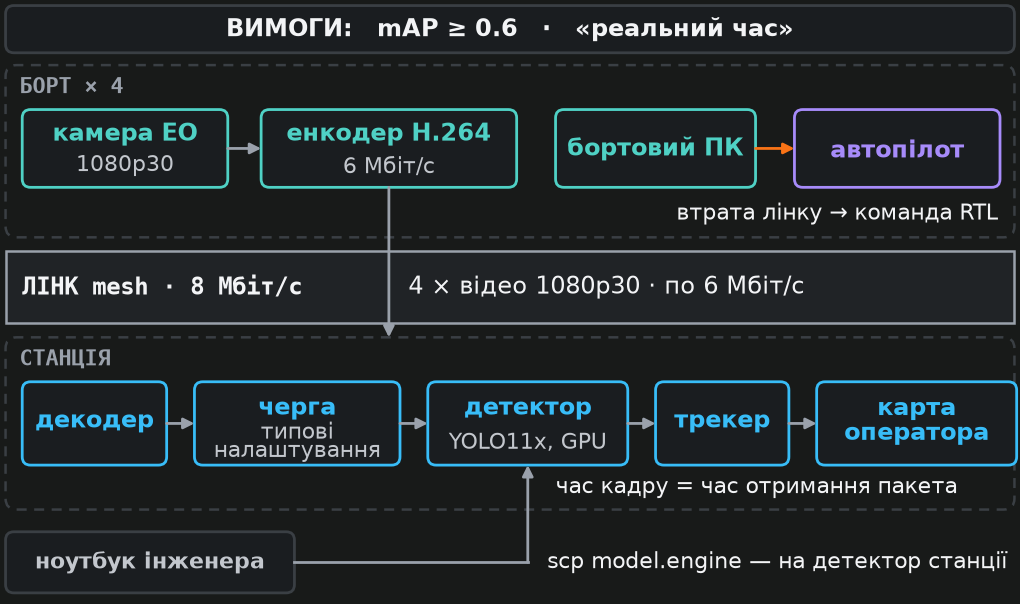 ВИМОГИ: mAP ≥ 0.6 · «реальний час»
БОРТ × 4
камера EO
1080p30
енкодер H.264
6 Мбіт/с
бортовий ПК
автопілот
втрата лінку → команда RTL
ЛІНК mesh · 8 Мбіт/с
4 × відео 1080p30 · по 6 Мбіт/с
СТАНЦІЯ
декодер
черга
типові
налаштування
детектор
YOLO11x, GPU
трекер
карта
оператора
час кадру = час отримання пакета
ноутбук інженера
scp model.engine — на детектор станції